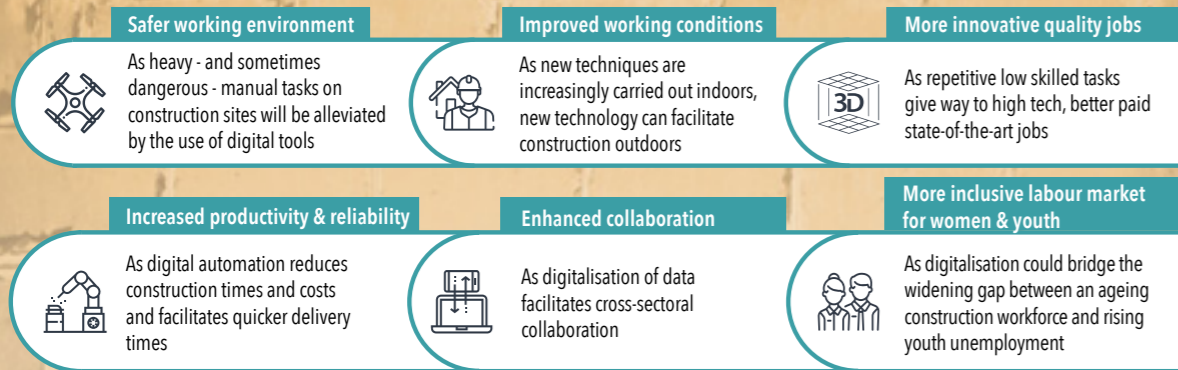 Safer working environment
As heavy - and sometimes
dangerous - manual tasks on
construction sites will be alleviated
by the use of digital tools
Improved working conditions
As new techniques are
increasingly carried out indoors,
new technology can facilitate
construction outdoors
More innovative quality jobs
3D
As repetitive low skilled tasks
give way to high tech, better paid
state-of-the-art jobs
Increased productivity & reliability
As digital automation reduces
construction times and costs
and facilitates quicker delivery
times
Enhanced collaboration
As digitalisation of data
facilitates cross-sectoral
collaboration
More inclusive labour market
for women & youth
As digitalisation could bridge the
widening gap between an ageing
construction workforce and rising
youth unemployment